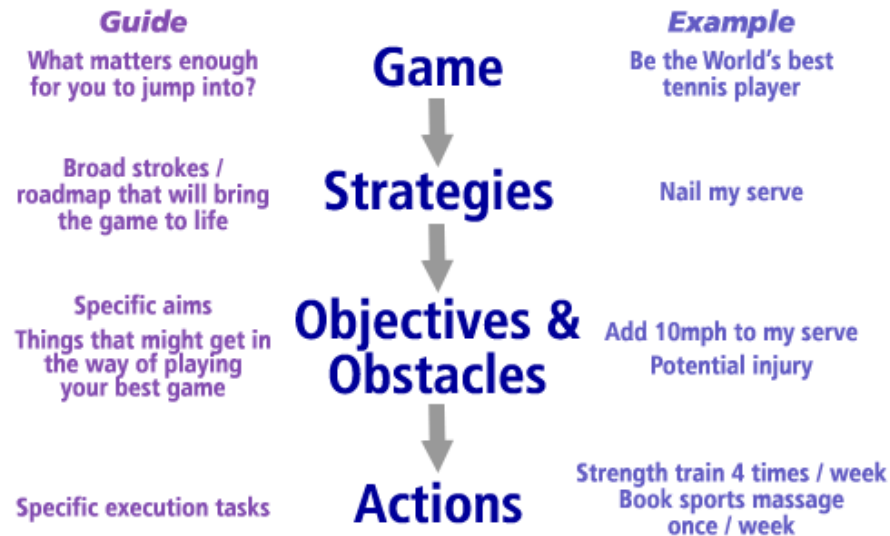 Guide
Example
What matters enough
for you to jump into?
Game
Be the World's best
tennis player
Broad strokes /
roadmap that will bring
the game to life
Strategies
Nail my serve
Specific aims
Things that might get in
the way of playing
your best game
Objectives &
Obstacles
Add 10mph to my serve
Potential injury
Specific execution tasks
Actions
Strength train 4 times / week
Book sports massage
once / week